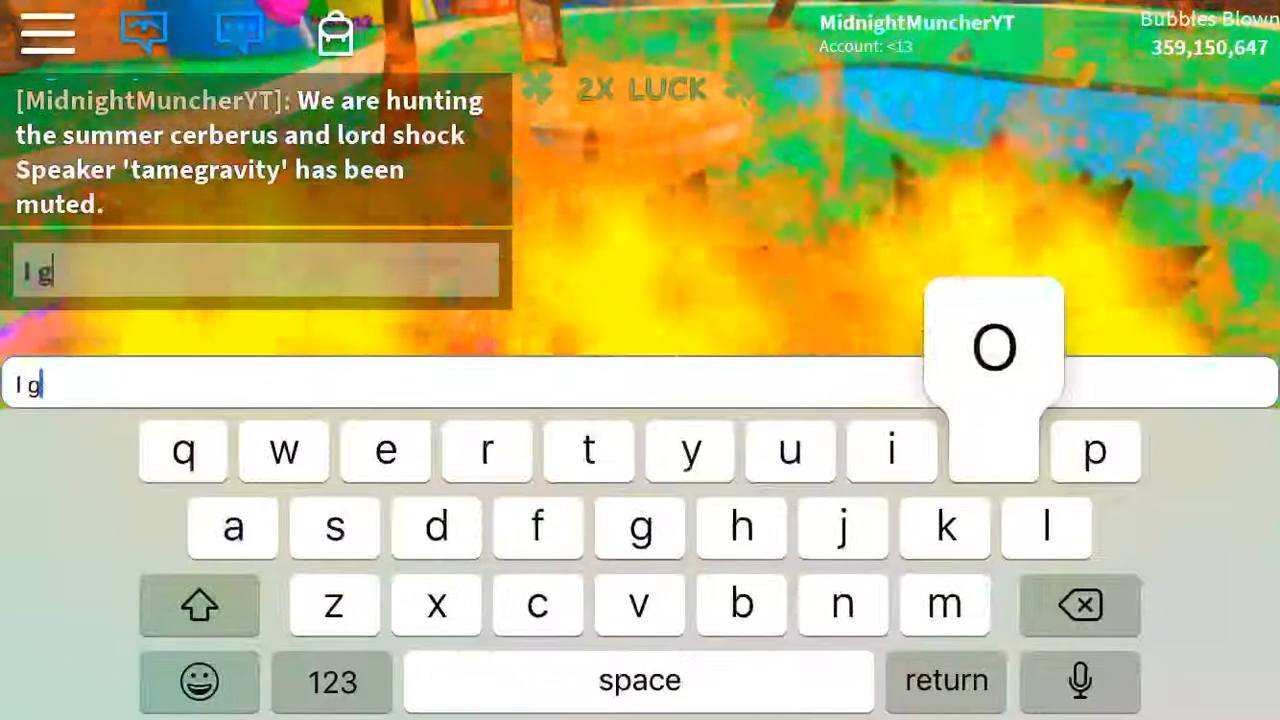 MidnightMuncherYT
Account: <13
Bubbles Blown
359,150,647
[MidnightMuncherYT]: We are hunting
the summer cerberus and lord shock
Speaker 'tamegravity' has been
muted.
2X LUCK
I g
I g
O
q w e r t y u i p
a s d f g h j k l
z x c v b n m
123 space return